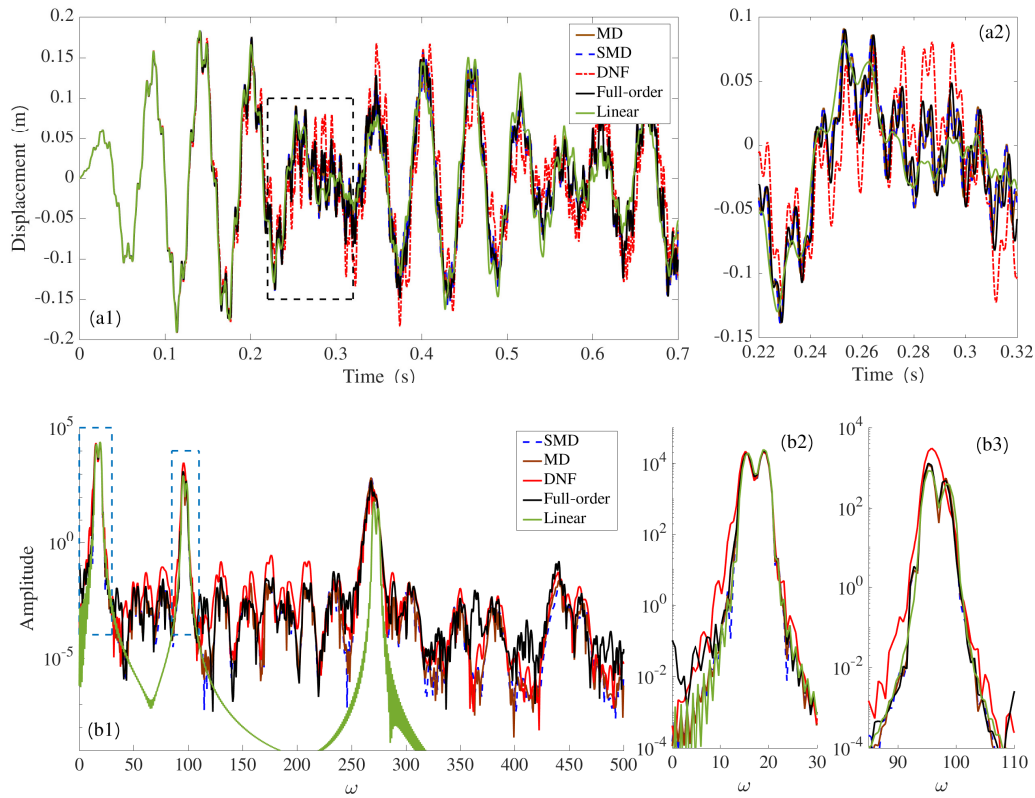 0.2
0.15
0.1
0.05
0
-0.05
-0.1
-0.15
-0.2
Displacement (m)
MD
SMD
DNF
Full-order
Linear
(a1)
0 0.1 0.2 0.3 0.4 0.5 0.6 0.7
Time (s)
0.1
0.05
0
-0.05
-0.1
-0.15
(a2)
0.22 0.24 0.26 0.28 0.3 0.32
Time (s)
10^5
10^0
10^-5
Amplitude
SMD
MD
DNF
Full-order
Linear
(b1)
0 50 100 150 200 250 300 350 400 450 500
ω
10^4
10^2
10^0
10^-2
10^-4
(b2)
0 10 20 30
ω
10^4
10^2
10^0
10^-2
10^-4
(b3)
90 100 110
ω